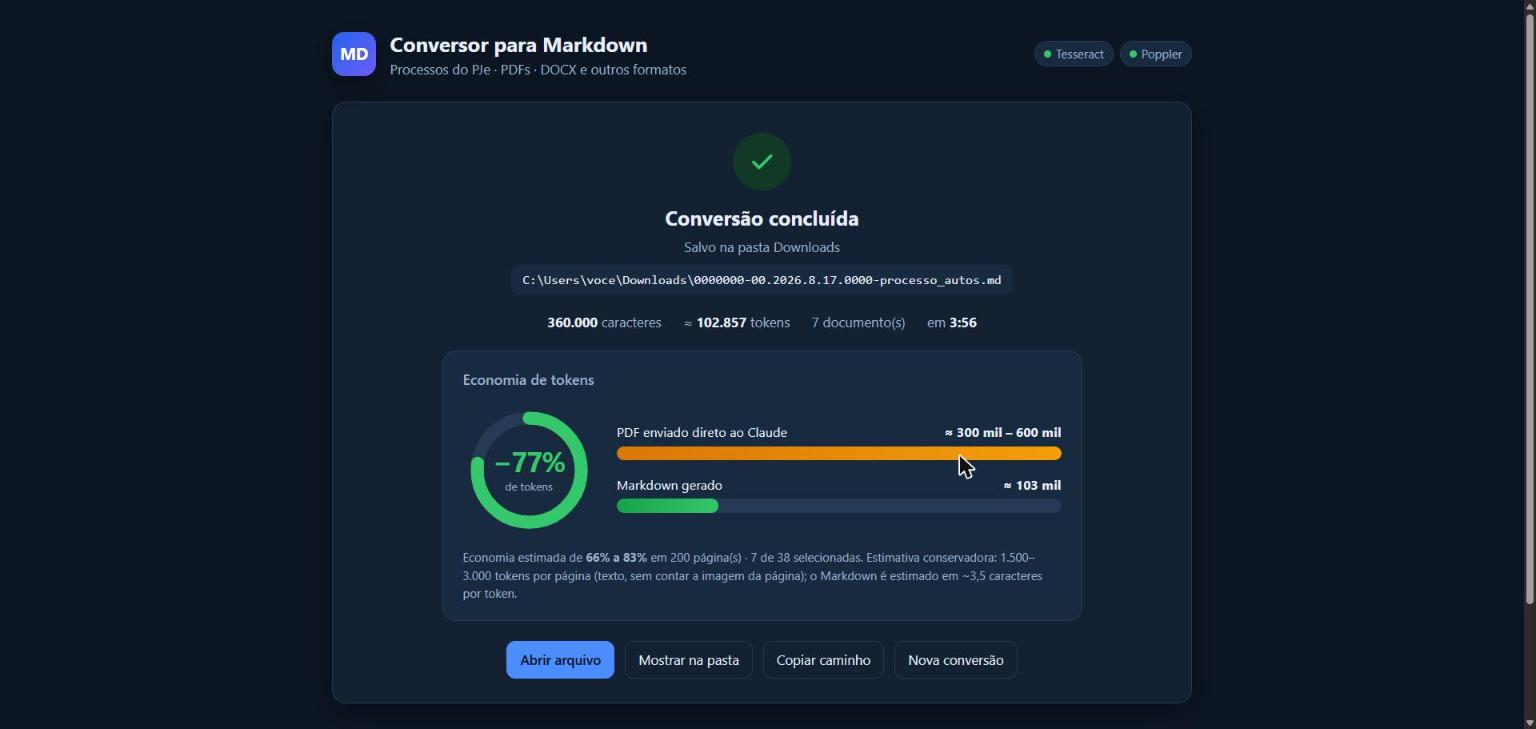 MD
Conversor para Markdown
Processos do PJe · PDFs · DOCX e outros formatos
Tesseract
Poppler
Conversão concluída
Salvo na pasta Downloads
C:\Users\voce\Downloads\0000000-00.2026.8.17.0000-processo_autos.md
360.000 caracteres ≈ 102.857 tokens 7 documento(s) em 3:56
Economia de tokens
–77%
de tokens
PDF enviado direto ao Claude ≈ 300 mil – 600 mil
Markdown gerado ≈ 103 mil
Economia estimada de 66% a 83% em 200 página(s) · 7 de 38 selecionadas. Estimativa conservadora: 1.500–
3.000 tokens por página (texto, sem contar a imagem da página); o Markdown é estimado em ~3,5 caracteres
por token.
Abrir arquivo
Mostrar na pasta
Copiar caminho
Nova conversão